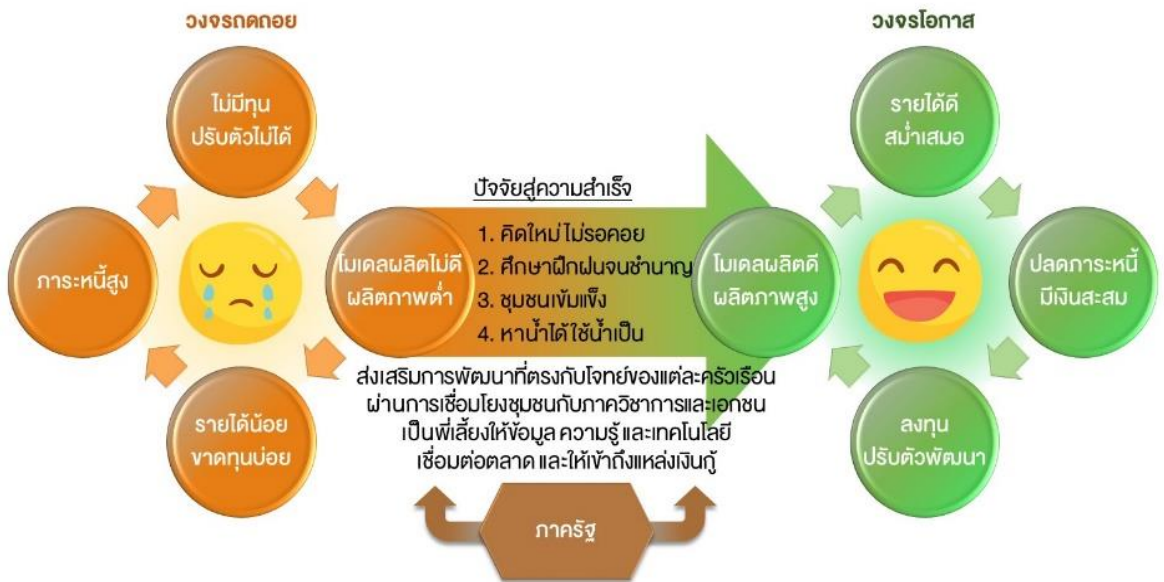 วงจรถดถอย
ไม่มีทุน
ปรับตัวไม่ได้
ภาระหนี้สูง
โมเดลผลิตไม่ดี
ผลิตภาพต่ำ
รายได้น้อย
ขาดทุนบ่อย
ปัจจัยสู่ความสำเร็จ
1. คิดใหม่ ไม่รอคอย
2. ศึกษาฝึกฝนจนชำนาญ
3. ชุมชนเข้มแข็ง
4. หาน้ำได้ ใช้น้ำเป็น
ส่งเสริมการพัฒนาที่ตรงกับโจทย์ของแต่ละครัวเรือน
ผ่านการเชื่อมโยงชุมชนกับภาควิชาการและเอกชน
เป็นพี่เลี้ยงให้ข้อมูล ความรู้ และเทคโนโลยี
เชื่อมต่อตลาด และให้เข้าถึงแหล่งเงินกู้
ภาครัฐ
วงจรโอกาส
รายได้ดี
สม่ำเสมอ
โมเดลผลิตดี
ผลิตภาพสูง
ปลดภาระหนี้
มีเงินสะสม
ลงทุน
ปรับตัวพัฒนา